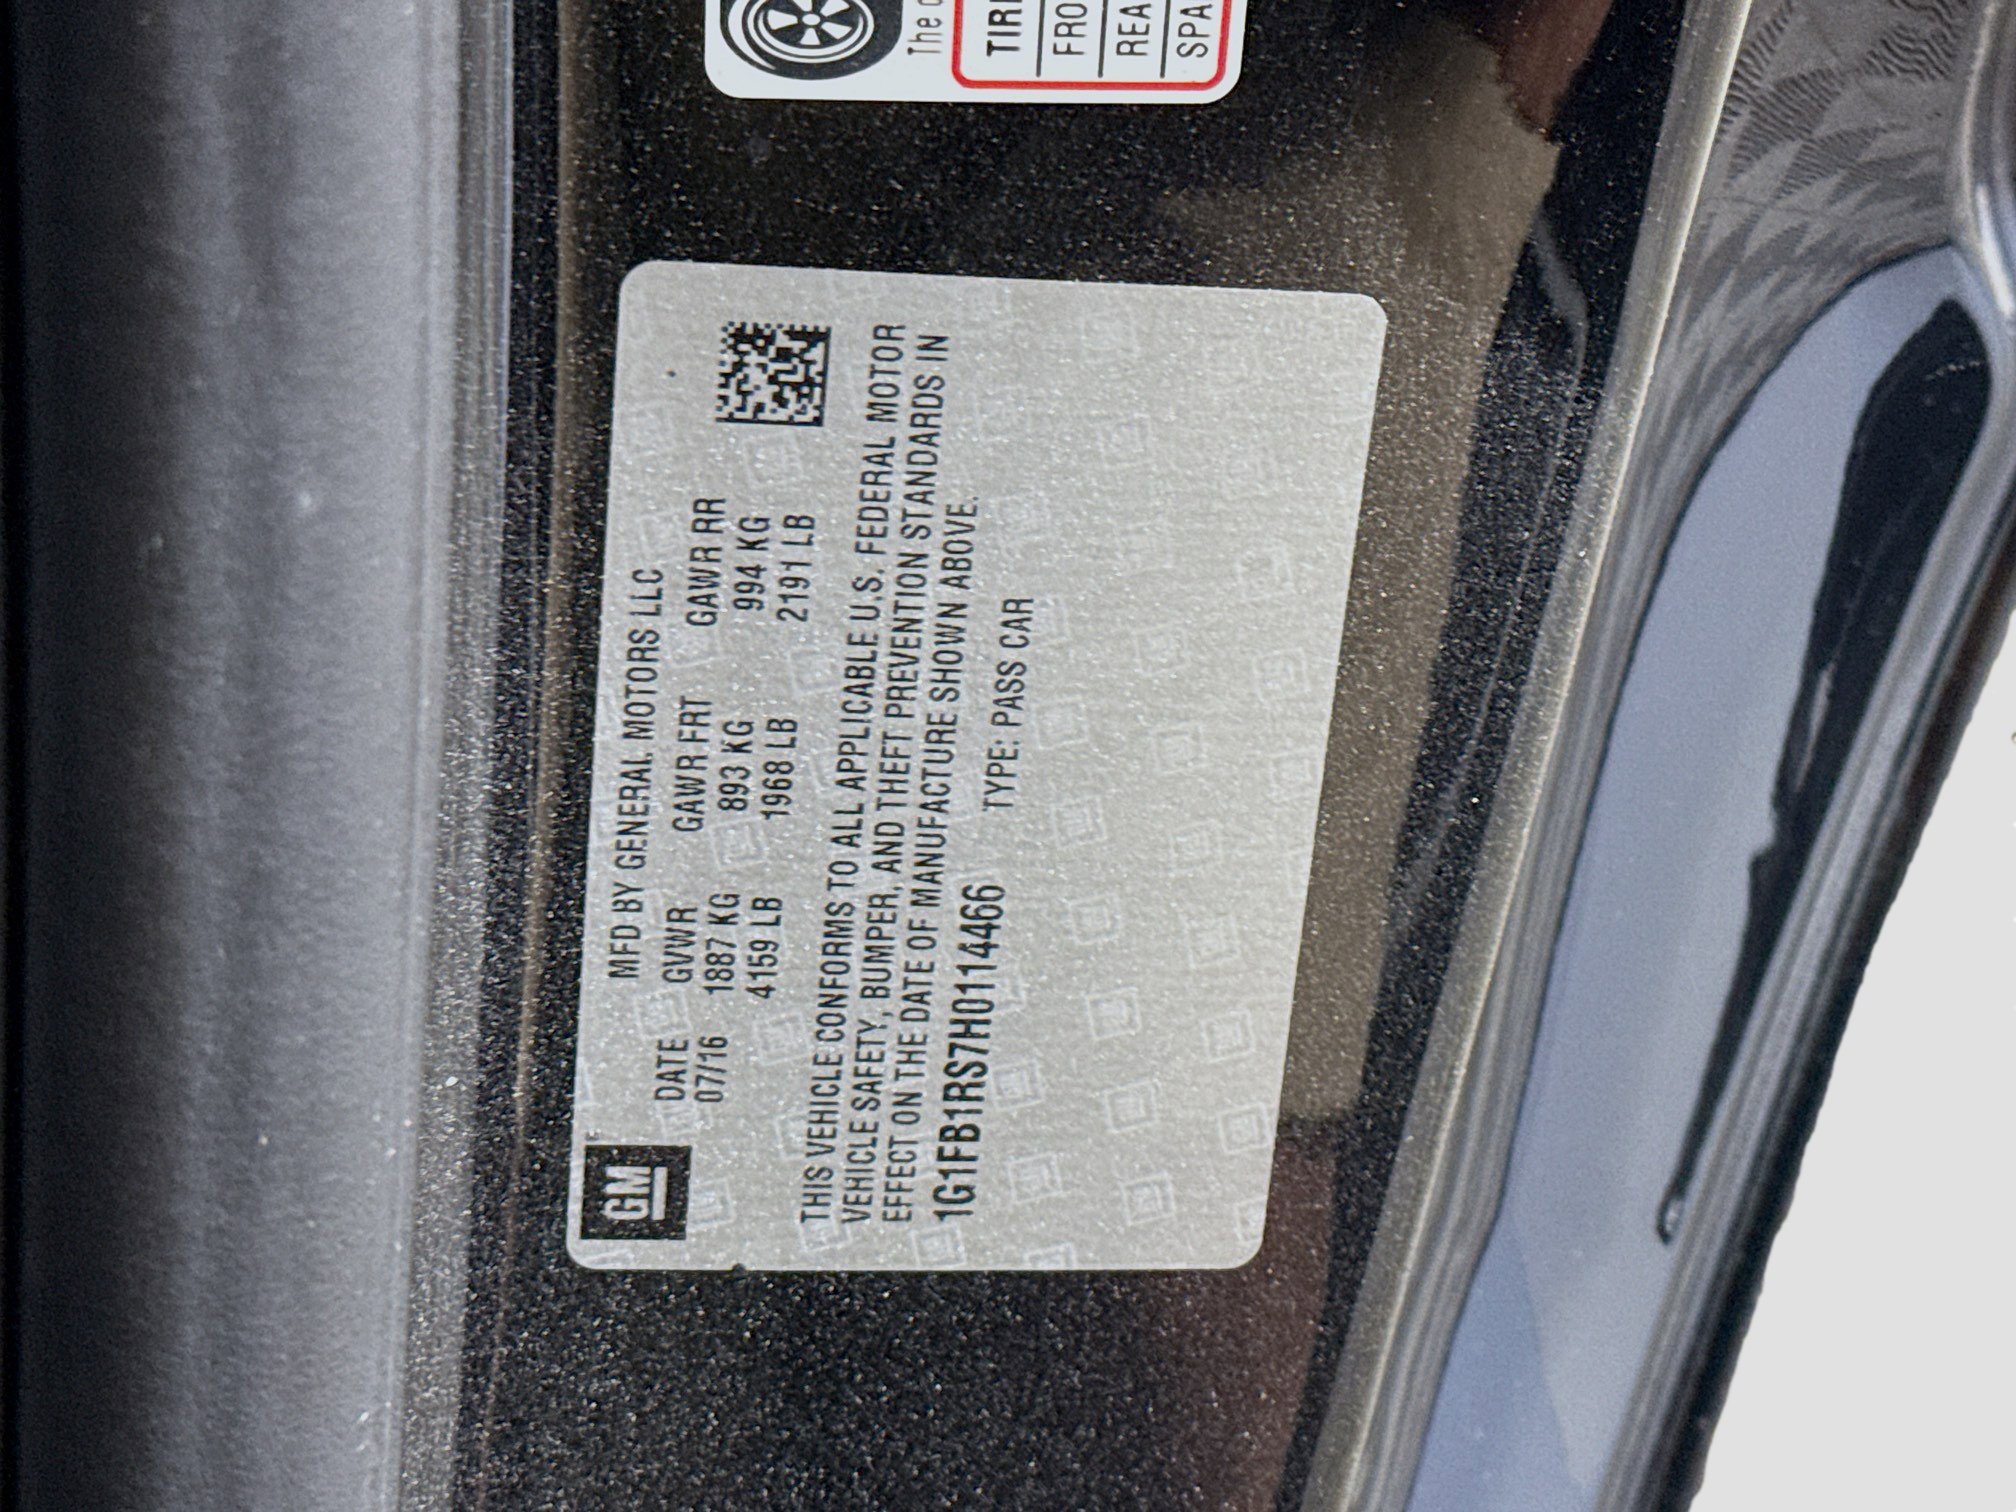 GM
MFD BY GENERAL MOTORS LLC
DATE GVWR GAWR FRT GAWR RR
07/16 1887 KG 893 KG 994 KG
4159 LB 1968 LB 2191 LB
THIS VEHICLE CONFORMS TO ALL APPLICABLE U.S. FEDERAL MOTOR
VEHICLE SAFETY, BUMPER, AND THEFT PREVENTION STANDARDS IN
EFFECT ON THE DATE OF MANUFACTURE SHOWN ABOVE.
1G1FB1RS7H0114466 TYPE: PASS CAR
The
TIR
FRO
REA
SPA